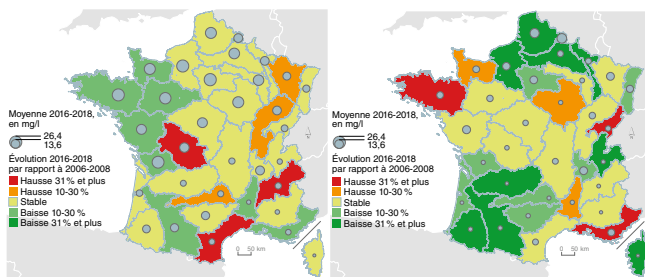 Moyenne 2016-2018,
en mg/l
26,4
13,6
Évolution 2016-2018
par rapport à 2006-2008
Hausse 31 % et plus
Hausse 10-30 %
Stable
Baisse 10-30 %
Baisse 31 % et plus
0 50 km
Moyenne 2016-2018,
en mg/l
26,4
13,6
Évolution 2016-2018
par rapport à 2006-2008
Hausse 31 % et plus
Hausse 10-30 %
Stable
Baisse 10-30 %
Baisse 31 % et plus
0 50 km